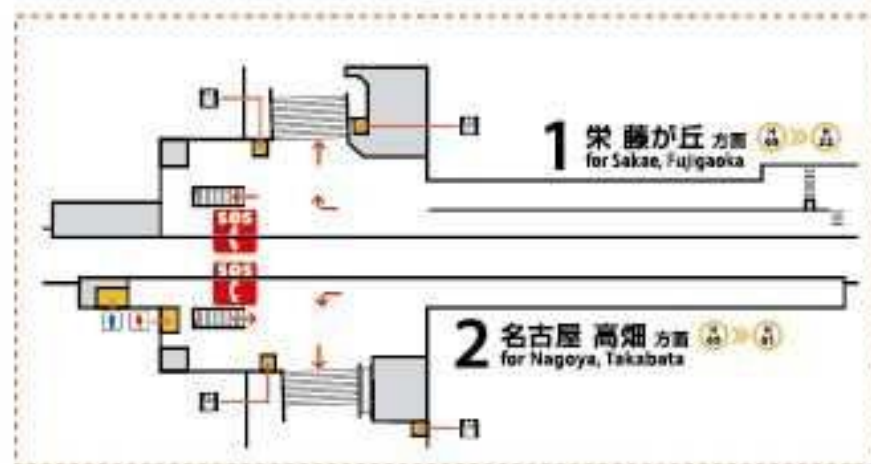 1 栄 藤が丘 方面
for Sakae, Fujigaoka
SOS
SOS
2 名古屋 高畑 方面
for Nagoya, Takabata